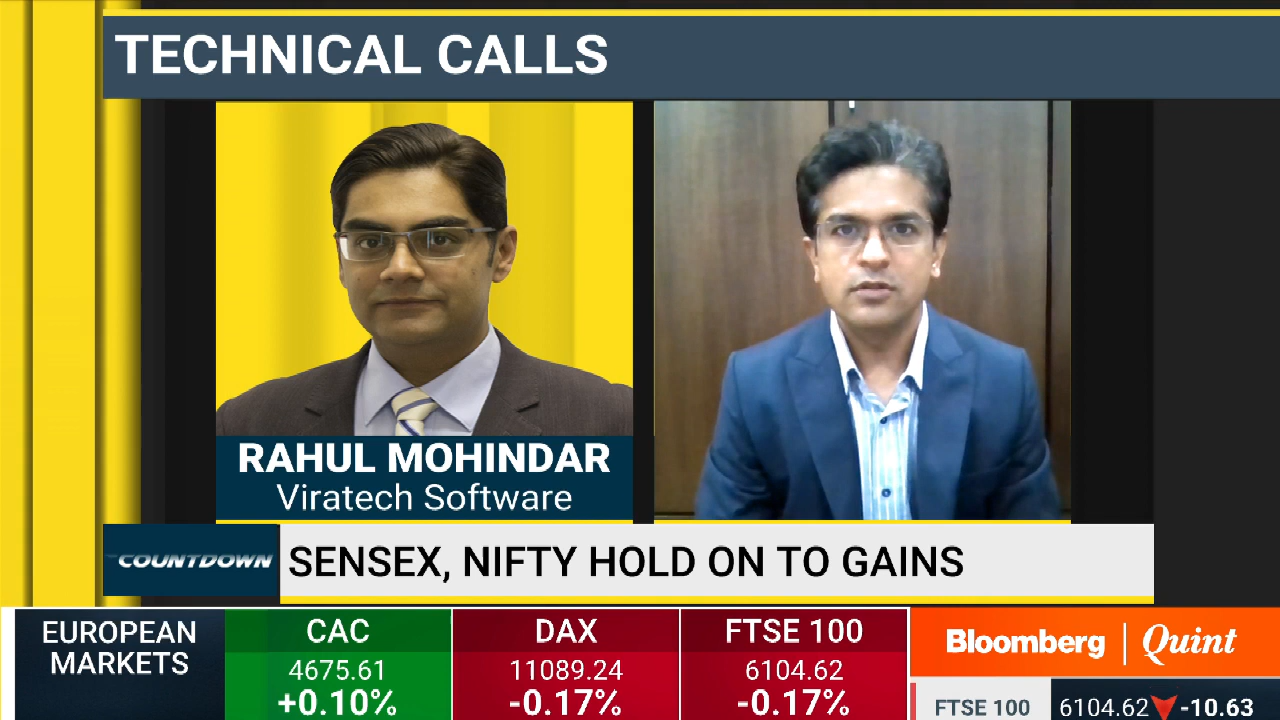 TECHNICAL CALLS
RAHUL MOHINDAR
Viratech Software
COUNTDOWN
SENSEX, NIFTY HOLD ON TO GAINS
EUROPEAN
MARKETS
CAC
4675.61
+0.10%
DAX
11089.24
-0.17%
FTSE 100
6104.62
-0.17%
Bloomberg | Quint
FTSE 100 6104.62 -10.63